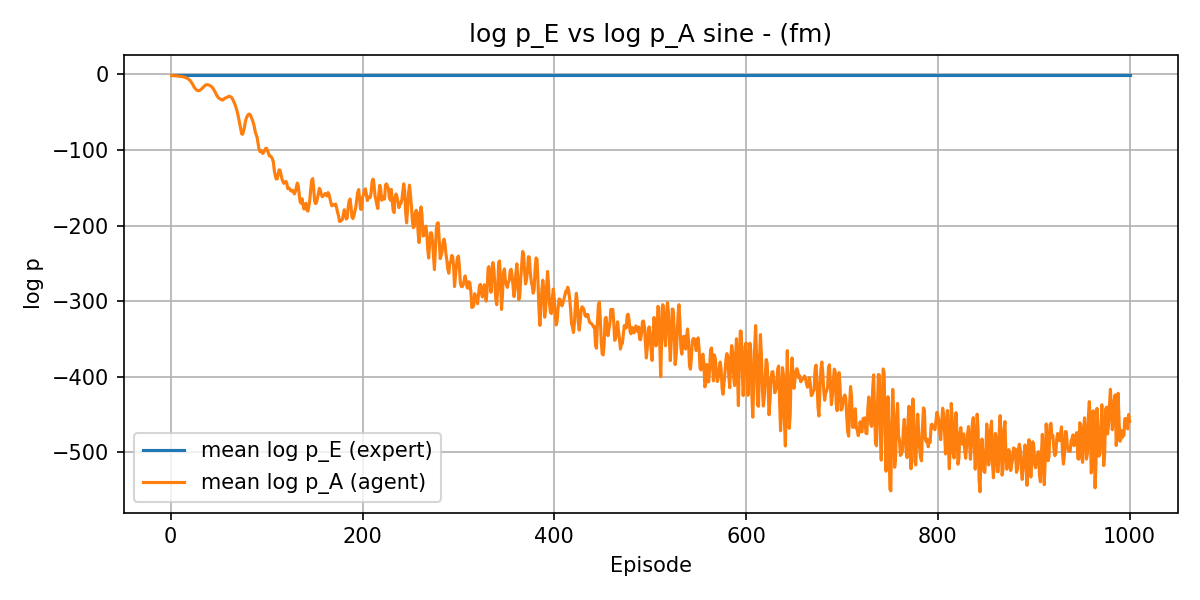 log p_E vs log p_A sine - (fm)
log p
0
−100
−200
−300
−400
−500
mean log p_E (expert)
mean log p_A (agent)
0 200 400 600 800 1000
Episode